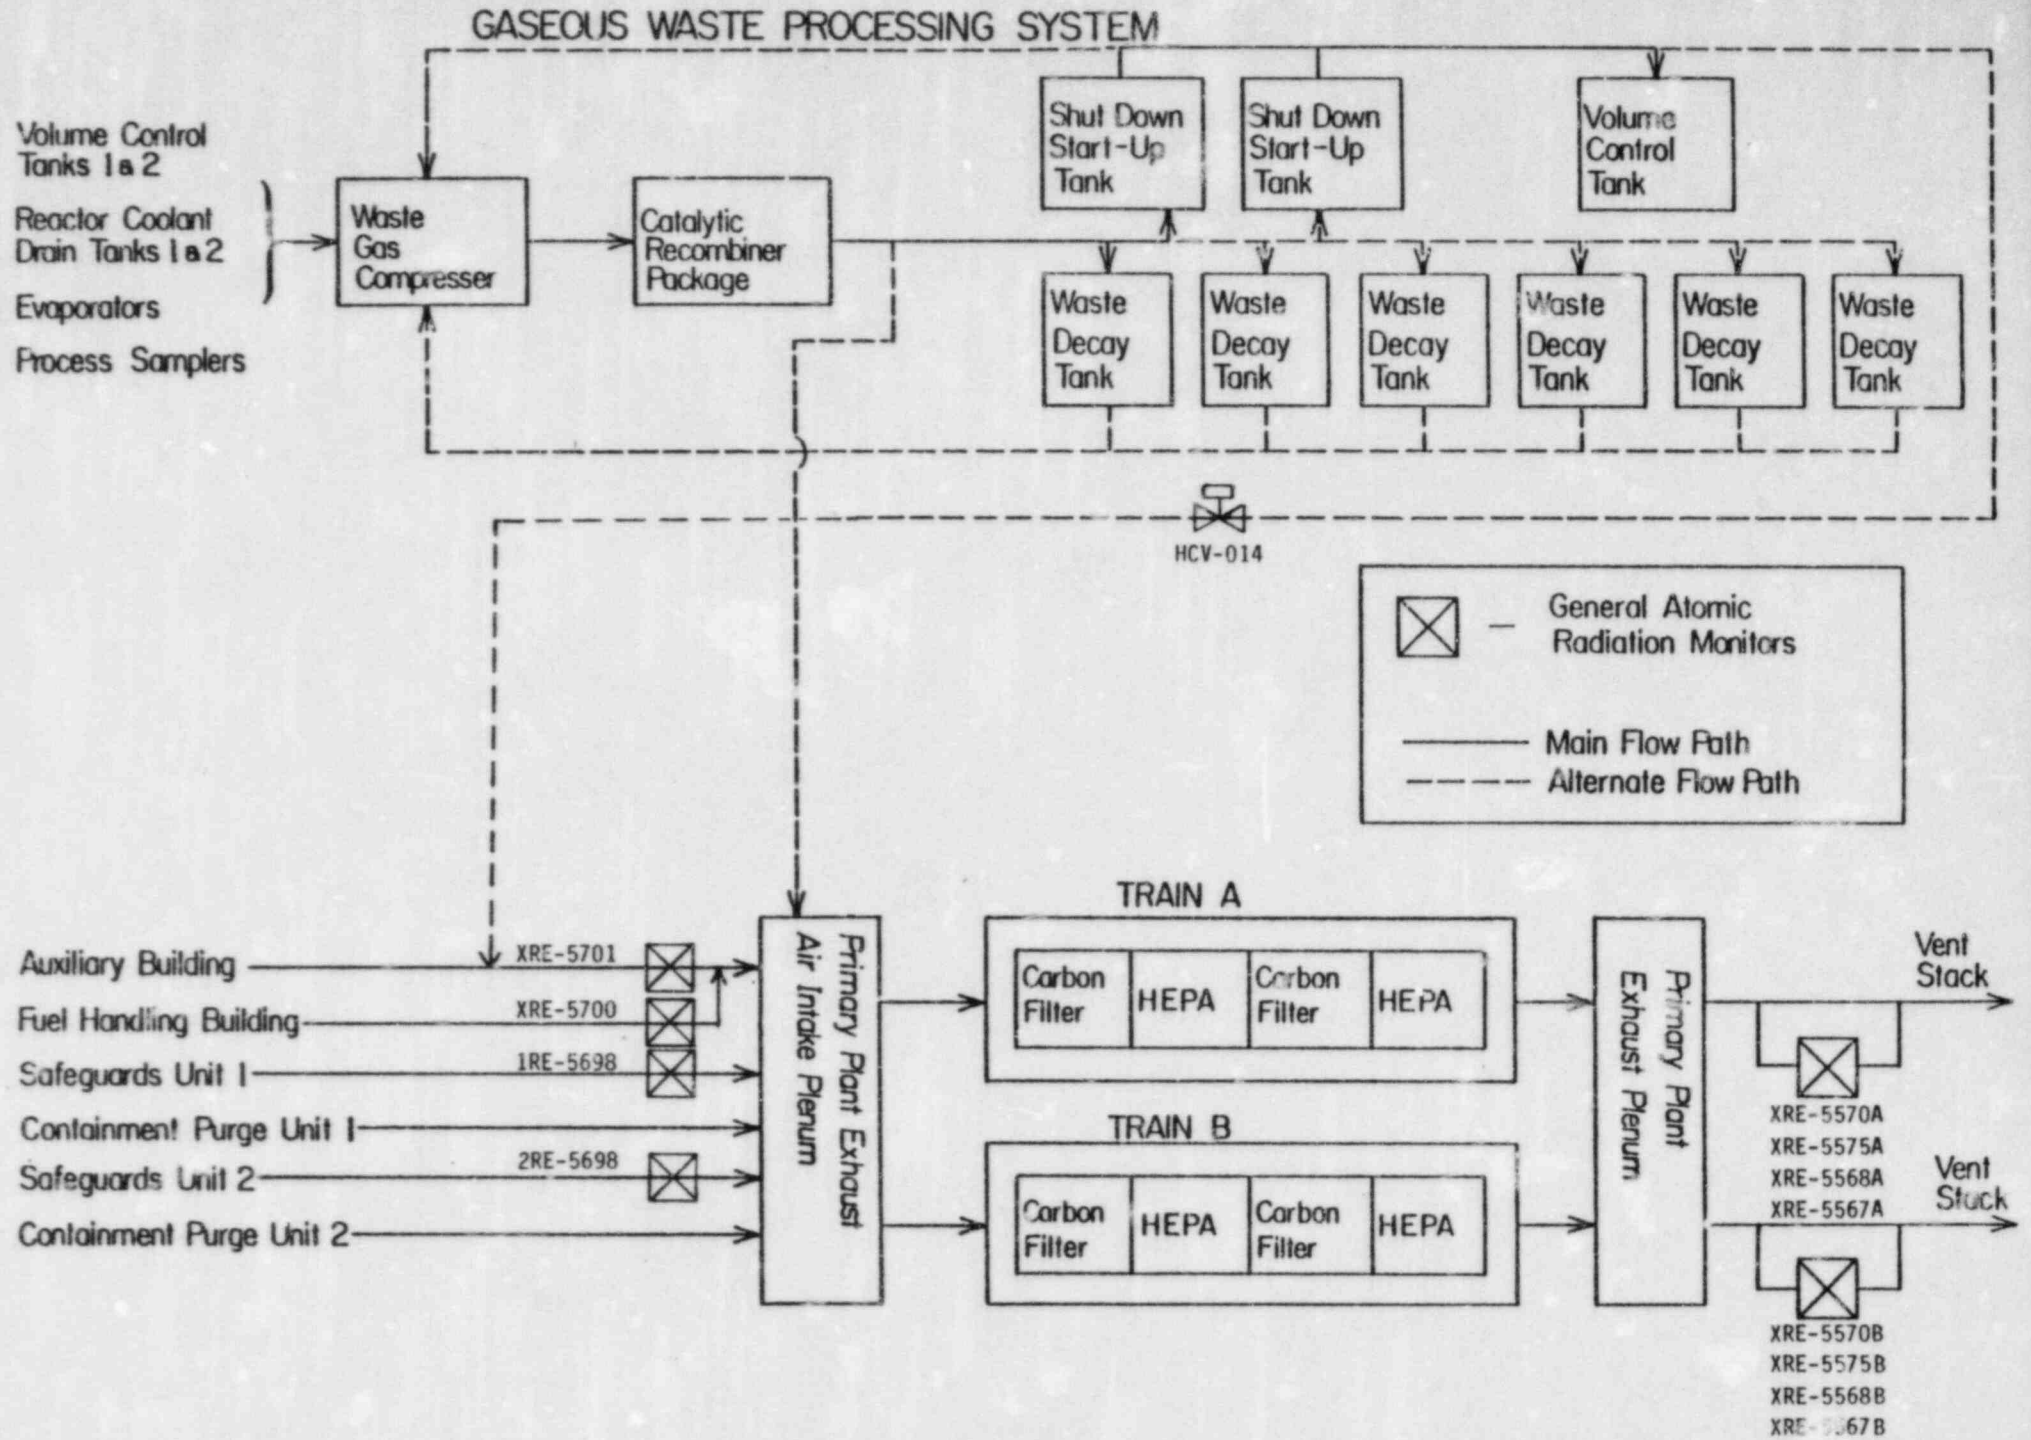 GASEOUS WASTE PROCESSING SYSTEM
Volume Control
Tanks 1 & 2
Reactor Coolant
Drain Tanks 1 & 2
Evaporators
Process Samplers
Waste
Gas
Compresser
Catalytic
Recombiner
Package
Shut Down
Start-Up
Tank
Shut Down
Start-Up
Tank
Volume
Control
Tank
Waste
Decay
Tank
Waste
Decay
Tank
Waste
Decay
Tank
Waste
Decay
Tank
Waste
Decay
Tank
Waste
Decay
Tank
HCV-014
General Atomic
Radiation Monitors
Main Flow Path
Alternate Flow Path
Auxiliary Building
XRE-5701
Fuel Handling Building
XRE-5700
Safeguards Unit 1
1RE-5698
Containment Purge Unit 1
Safeguards Unit 2
2RE-5698
Containment Purge Unit 2
Primary Plant Exhaust
Air Intake Plenum
TRAIN A
Carbon
Filter
HEPA
Carbon
Filter
HEPA
TRAIN B
Carbon
Filter
HEPA
Carbon
Filter
HEPA
Primary Plant
Exhaust Plenum
Vent
Stack
XRE-5570A
XRE-5575A
XRE-5568A
XRE-5567A
Vent
Stack
XRE-5570B
XRE-5575B
XRE-5568B
XRE-5567B